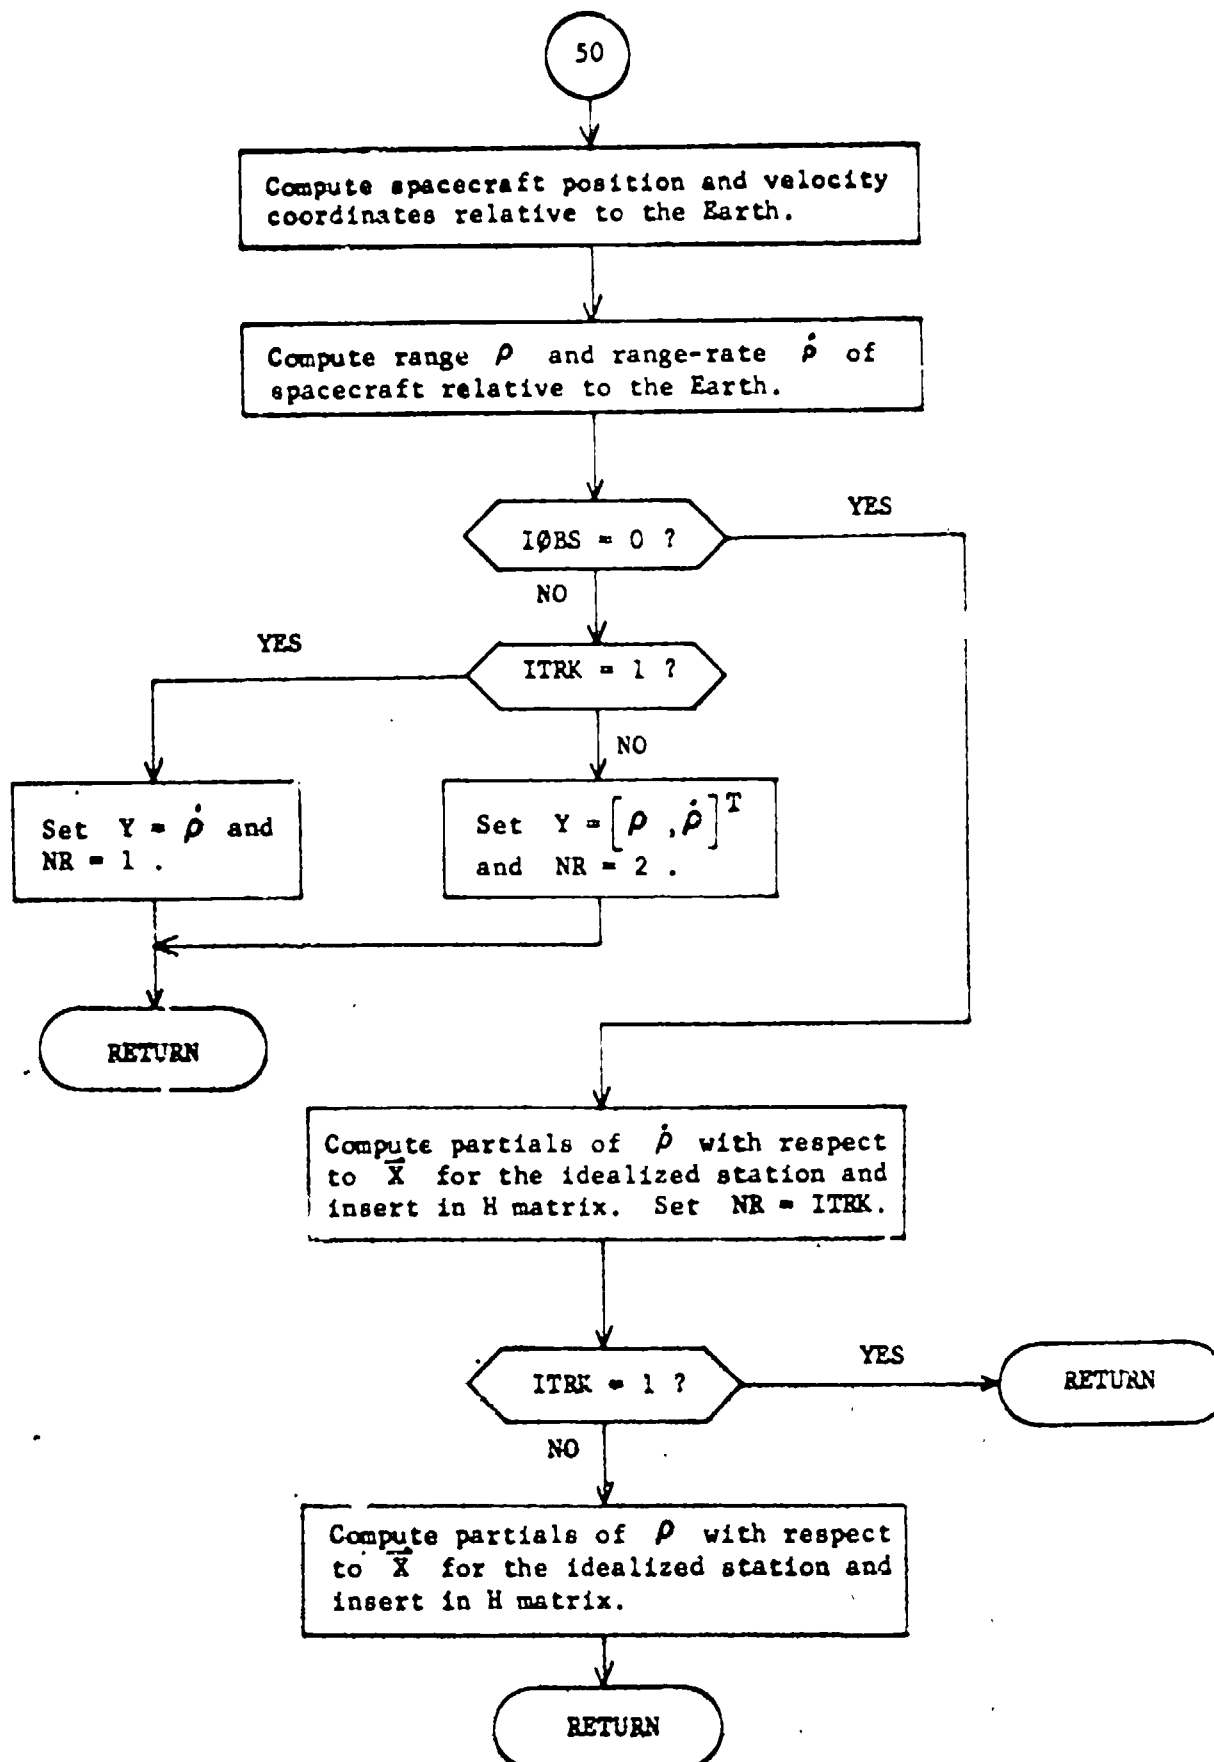 50
Compute spacecraft position and velocity
coordinates relative to the Earth.
Compute range ρ and range-rate ρ̇ of
spacecraft relative to the Earth.
IØBS = 0 ?
YES
NO
ITRK = 1 ?
YES
NO
Set Y = ρ̇ and
NR = 1 .
Set Y = [ρ , ρ̇]ᵀ
and NR = 2 .
RETURN
Compute partials of ρ̇ with respect
to X⃗ for the idealized station and
insert in H matrix. Set NR = ITRK.
ITRK = 1 ?
YES
RETURN
NO
Compute partials of ρ with respect
to X⃗ for the idealized station and
insert in H matrix.
RETURN